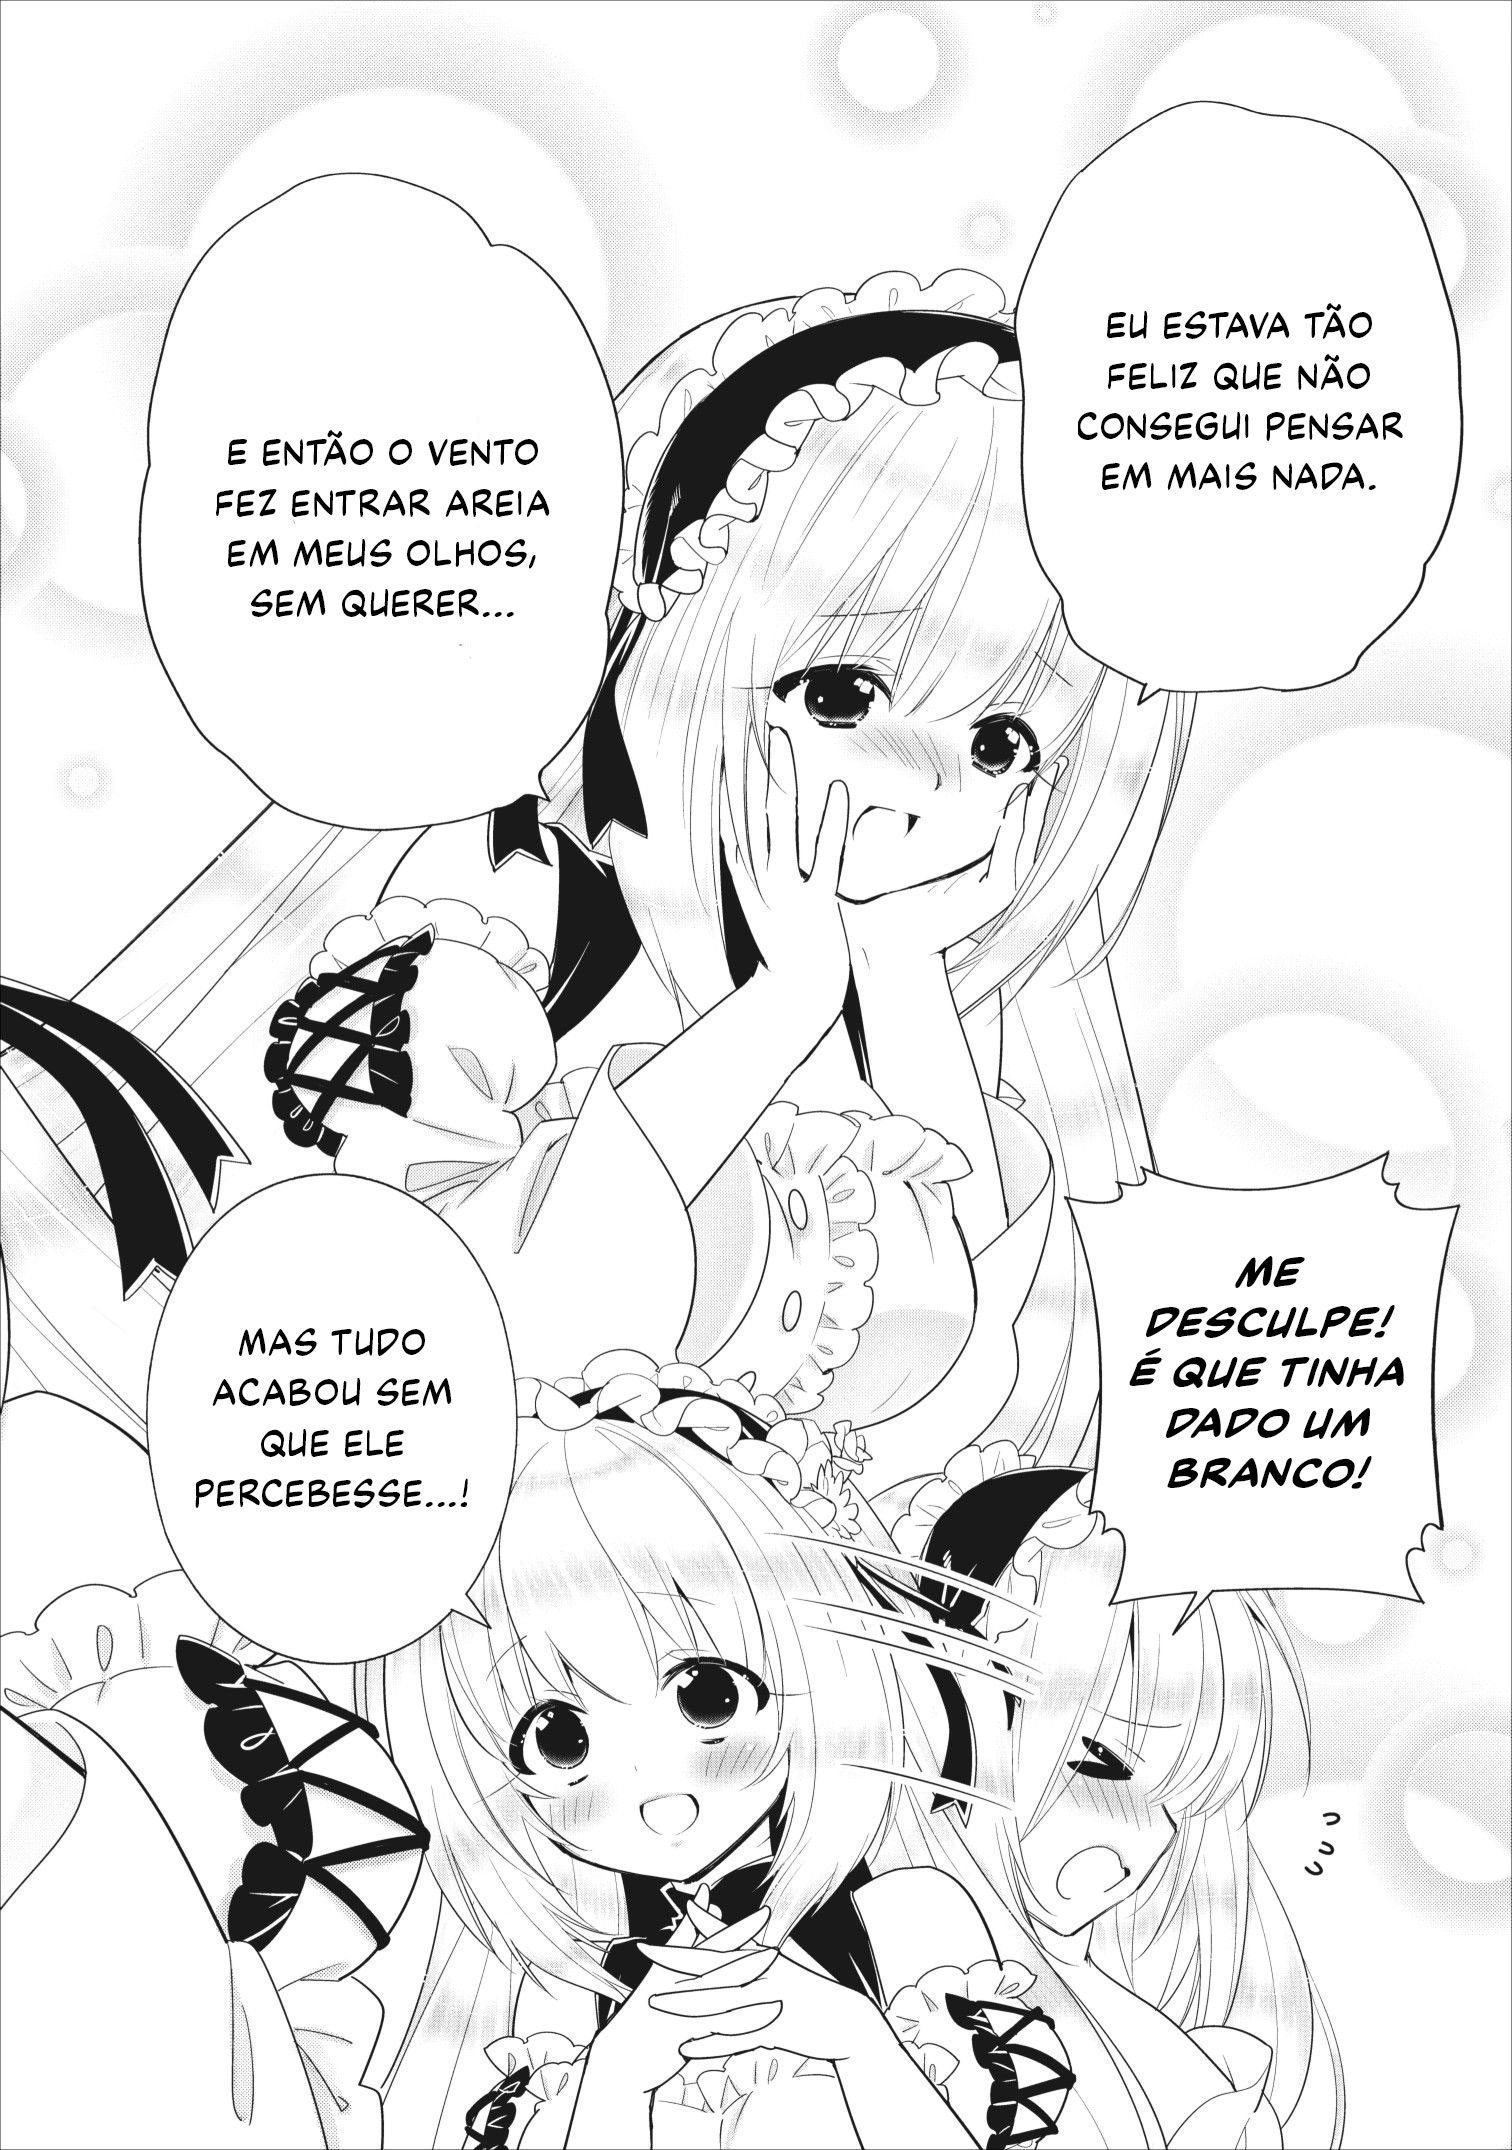 EU ESTAVA TÃO
FELIZ QUE NÃO
CONSEGUI PENSAR
EM MAIS NADA.
E ENTÃO O VENTO
FEZ ENTRAR AREIA
EM MEUS OLHOS,
SEM QUERER...
ME
DESCULPE!
É QUE TINHA
DADO UM
BRANCO!
MAS TUDO
ACABOU SEM
QUE ELE
PERCEBESSE...!